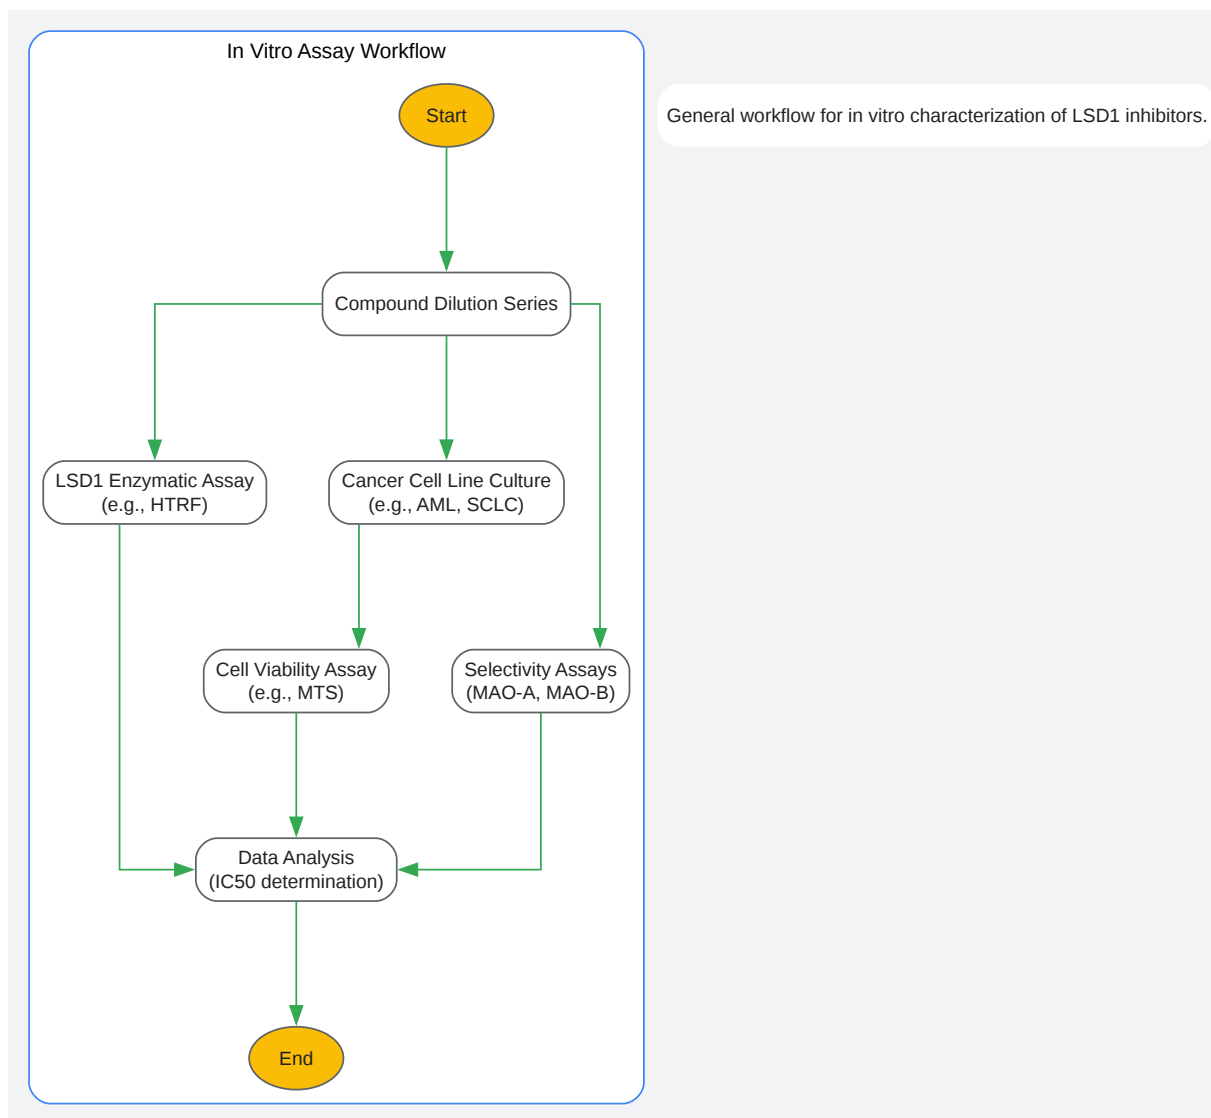 In Vitro Assay Workflow
Start
General workflow for in vitro characterization of LSD1 inhibitors.
Compound Dilution Series
LSD1 Enzymatic Assay
(e.g., HTRF)
Cancer Cell Line Culture
(e.g., AML, SCLC)
Cell Viability Assay
(e.g., MTS)
Selectivity Assays
(MAO-A, MAO-B)
Data Analysis
(IC50 determination)
End